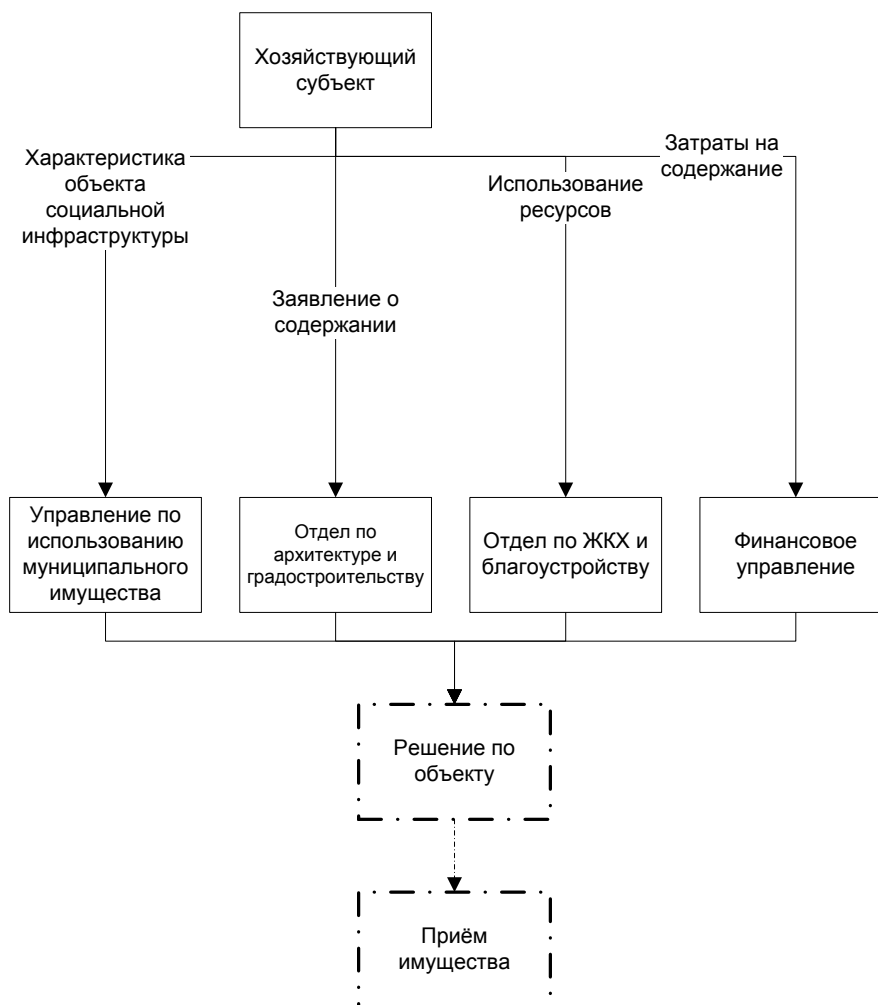 Хозяйствующий
субъект
Характеристика
объекта
социальной
инфраструктуры
Заявление о
содержании
Использование
ресурсов
Затраты на
содержание
Управление по
использованию
муниципального
имущества
Отдел по
архитектуре и
градостроительству
Отдел по ЖКХ и
благоустройству
Финансовое
управление
Решение по
объекту
Приём
имущества